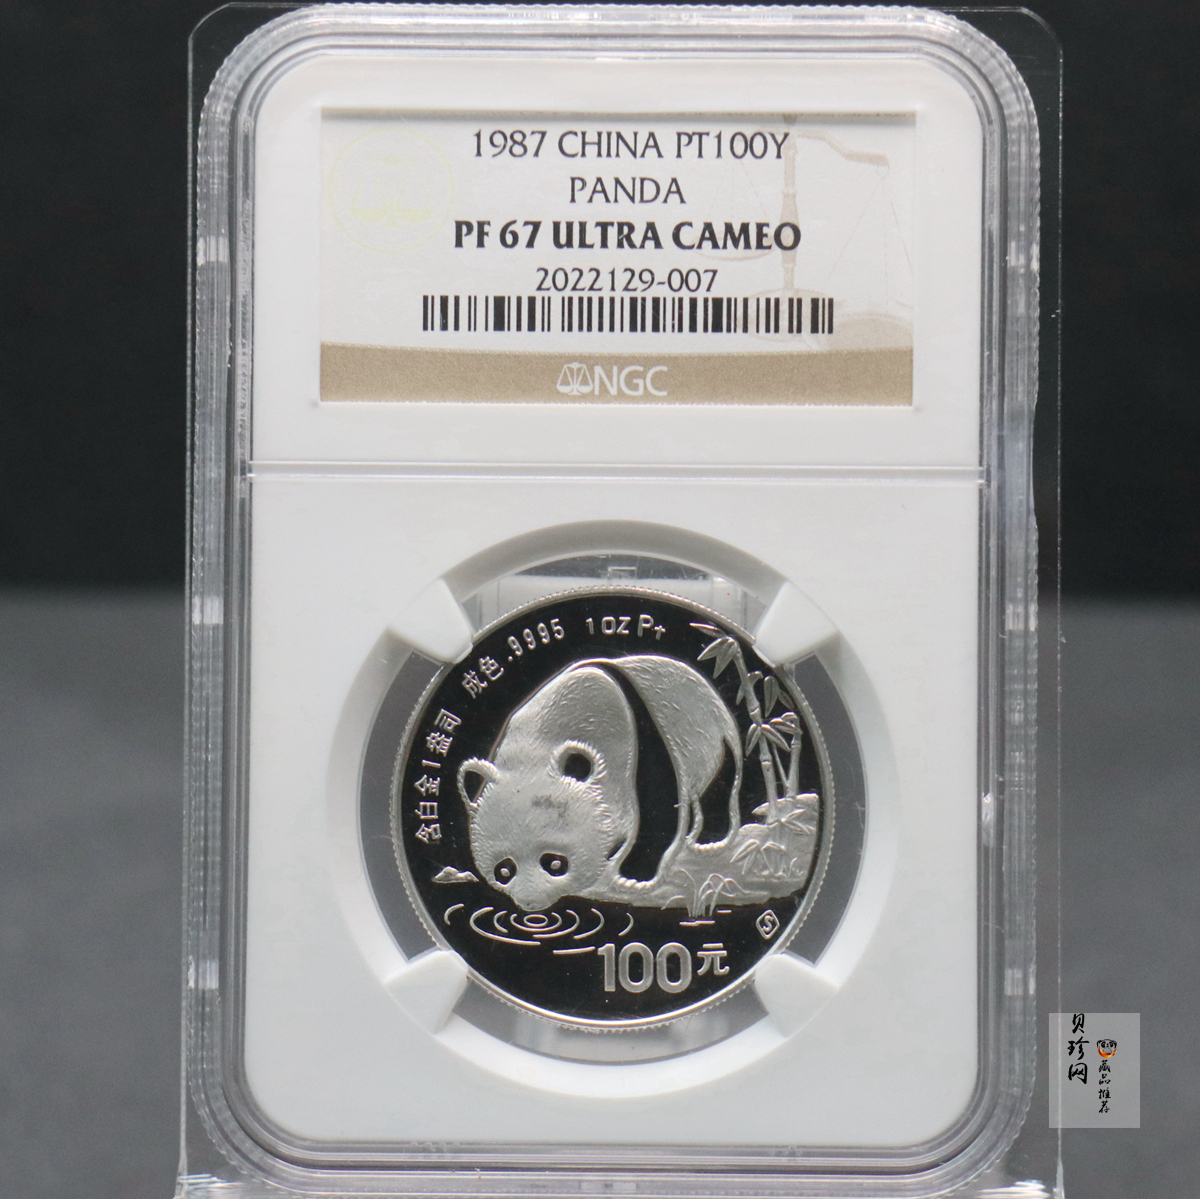 1987 CHINA PT100Y
PANDA
PF 67 ULTRA CAMEO
2022129-007
NGC
含白金1盎司 成色.9995 1oz Pt
S
100元
贝珍网
藏品推荐